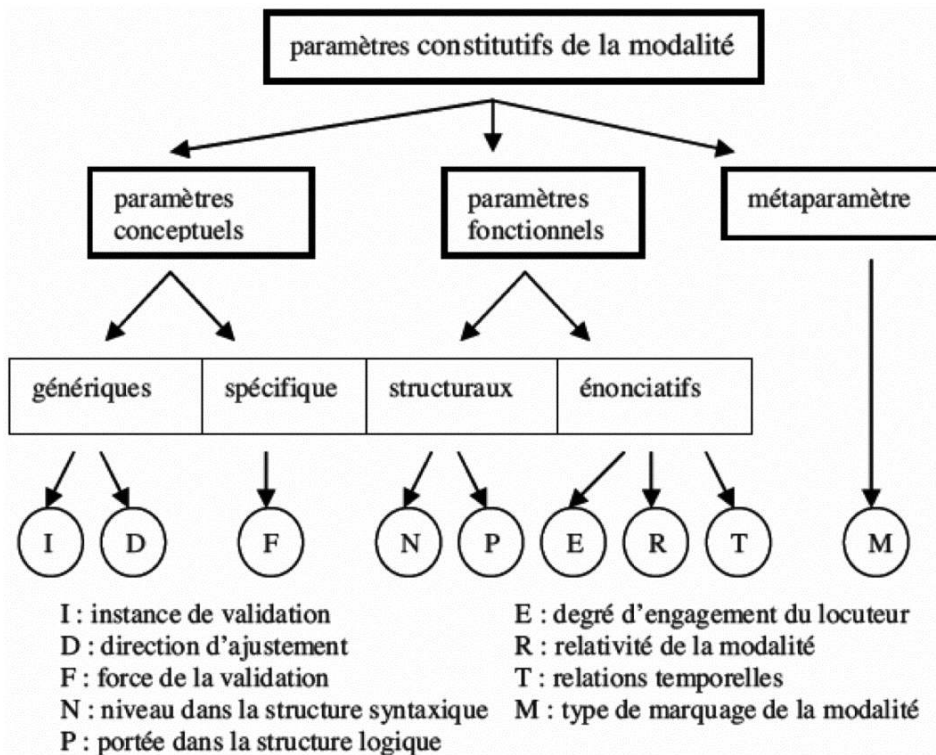 paramètres constitutifs de la modalité
paramètres
conceptuels
paramètres
fonctionnels
métaparamètre
génériques
spécifique
structuraux
énonciatifs
I
D
F
N
P
E
R
T
M
I : instance de validation
D : direction d'ajustement
F : force de la validation
N : niveau dans la structure syntaxique
P : portée dans la structure logique
E : degré d'engagement du locuteur
R : relativité de la modalité
T : relations temporelles
M : type de marquage de la modalité